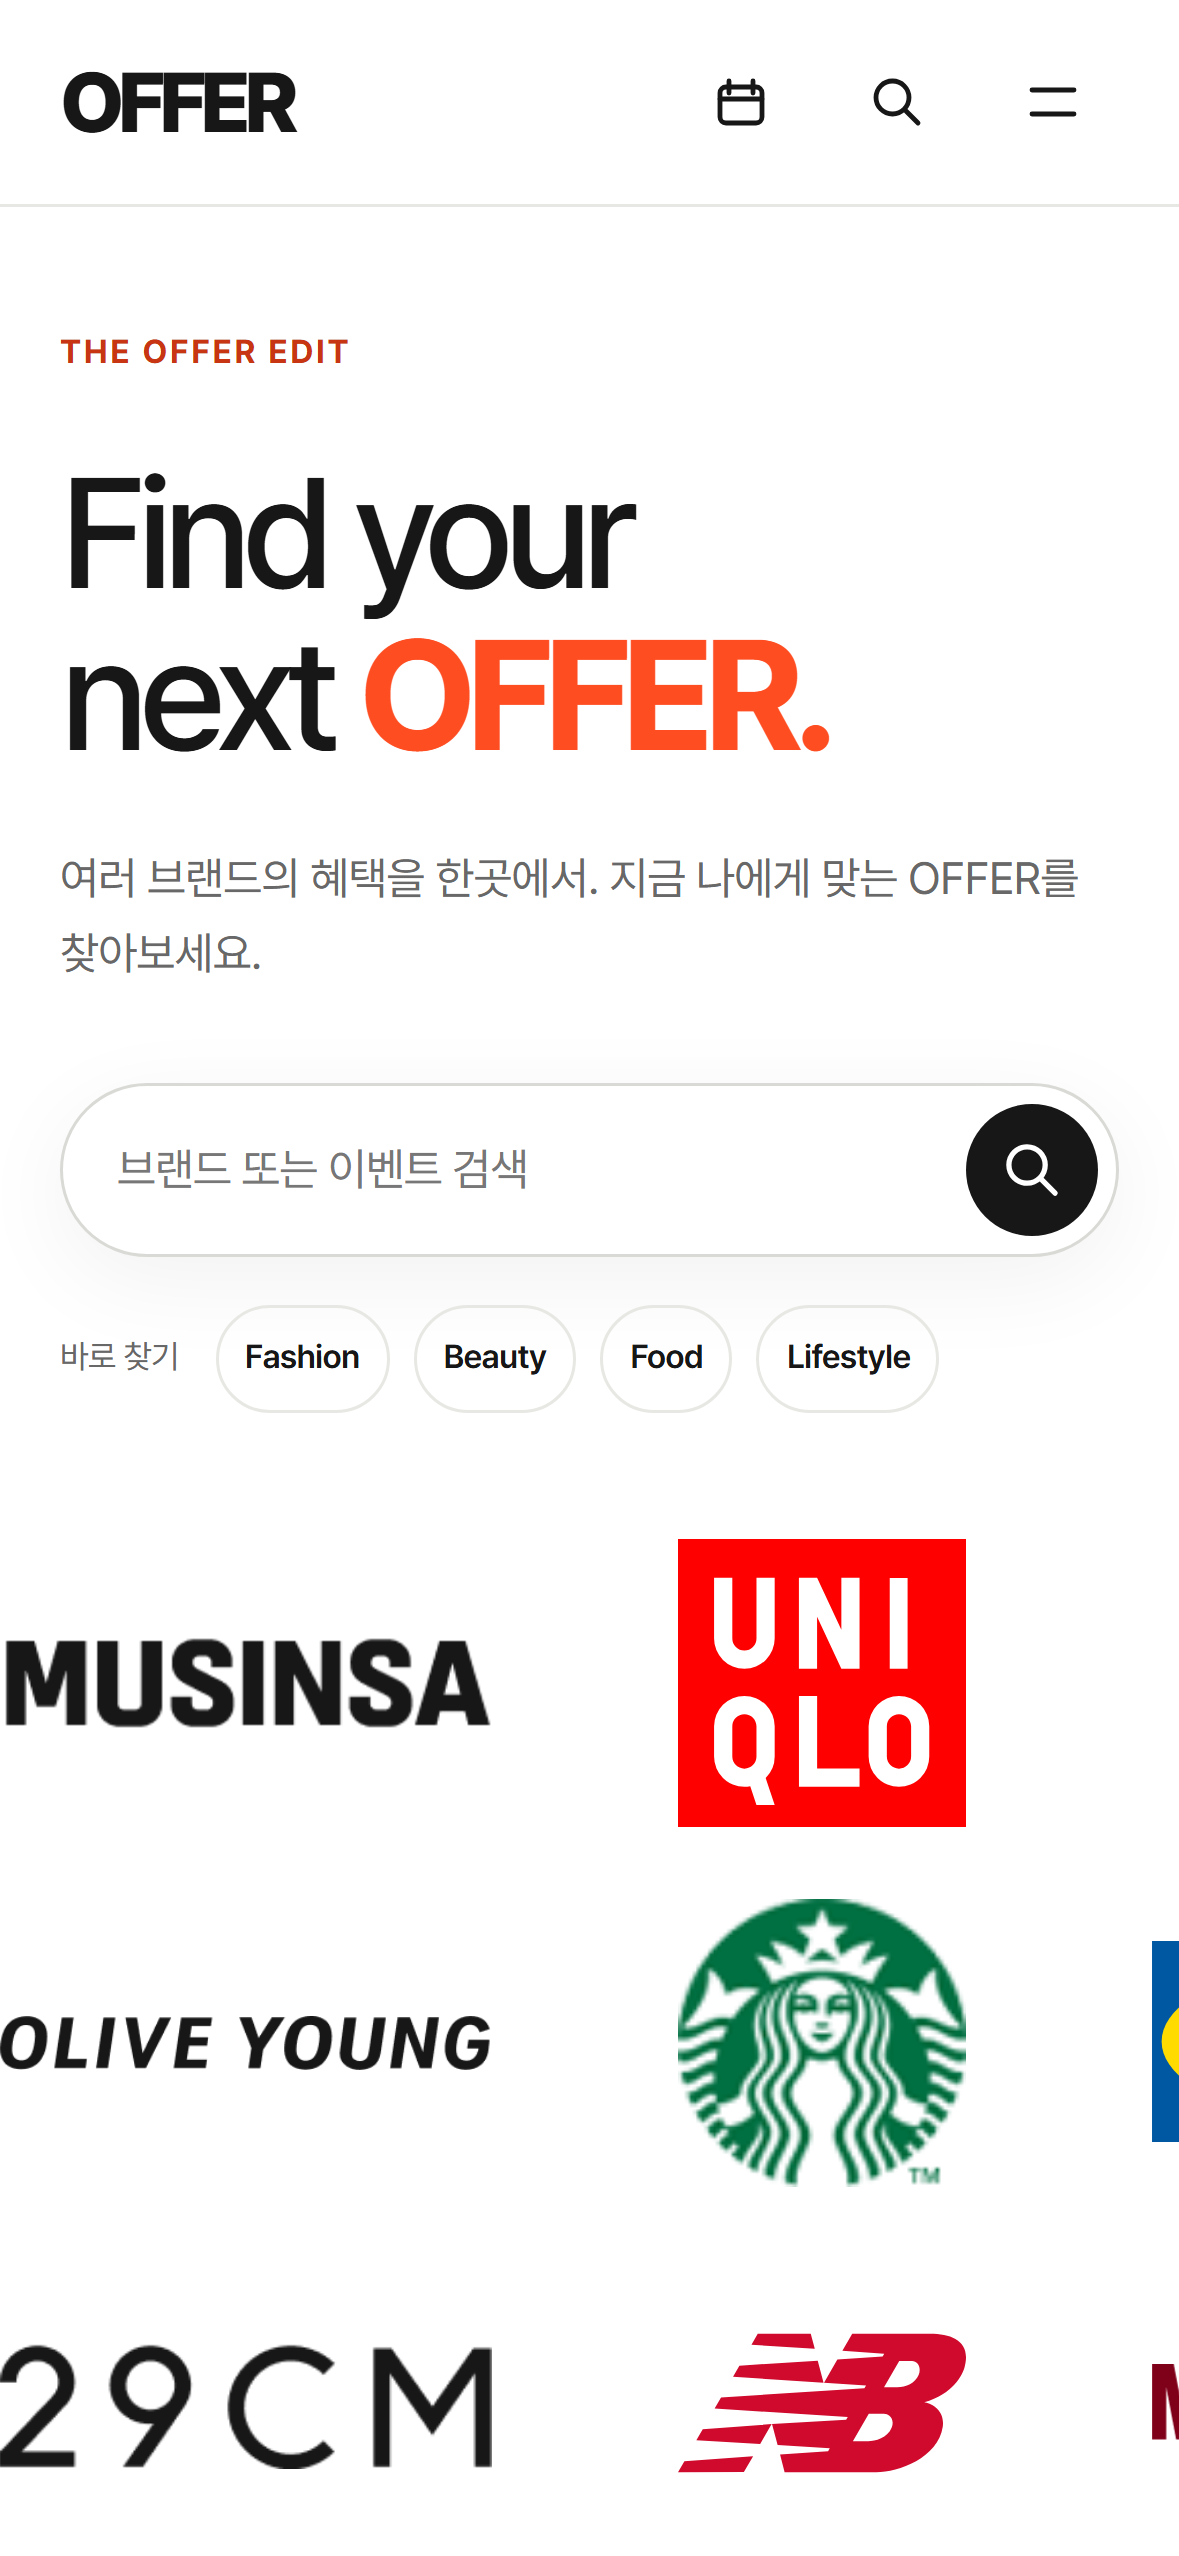 OFFER
THE OFFER EDIT
Find your
next OFFER.
여러 브랜드의 혜택을 한곳에서. 지금 나에게 맞는 OFFER를
찾아보세요.
브랜드 또는 이벤트 검색
바로 찾기 Fashion Beauty Food Lifestyle
MUSINSA
UNI
QLO
OLIVE YOUNG
TM
29CM
NB